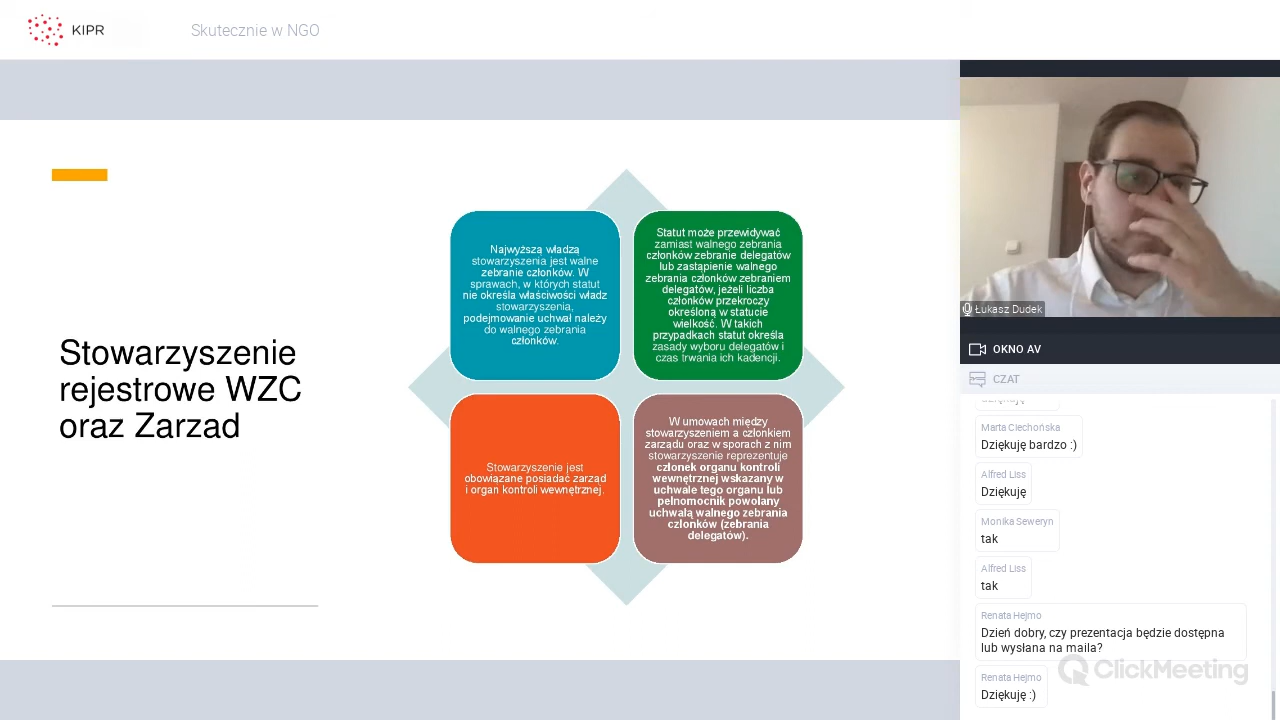 KIPR
Skutecznie w NGO
Stowarzyszenie
rejestrowe WZC
oraz Zarzad
Najwyższą władzą
stowarzyszenia jest walne
zebranie członków. W
sprawach, w których statut
nie określa właściwości władz
stowarzyszenia,
podejmowanie uchwał należy
do walnego zebrania
członków.
Statut może przewidywać
zamiast walnego zebrania
członków zebranie delegatów
lub zastąpienie walnego
zebrania członków zebraniem
delegatów, jeżeli liczba
członków przekroczy
określoną w statucie
wielkość. W takich
przypadkach statut określa
zasady wyboru delegatów i
czas trwania ich kadencji.
Stowarzyszenie jest
obowiązane posiadać zarząd
i organ kontroli wewnętrznej.
W umowach między
stowarzyszeniem a członkiem
zarządu oraz w sporach z nim
stowarzyszenie reprezentuje
członek organu kontroli
wewnętrznej wskazany w
uchwale tego organu lub
pełnomocnik powołany
uchwałą walnego zebrania
członków (zebrania
delegatów).
Łukasz Dudek
OKNO AV
CZAT
Marta Ciechońska
Dziękuję bardzo :)
Alfred Liss
Dziękuję
Monika Seweryn
tak
Alfred Liss
tak
Renata Hejmo
Dzień dobry, czy prezentacja będzie dostępna
lub wysłana na maila?
Renata Hejmo
Dziękuję :)
ClickMeeting